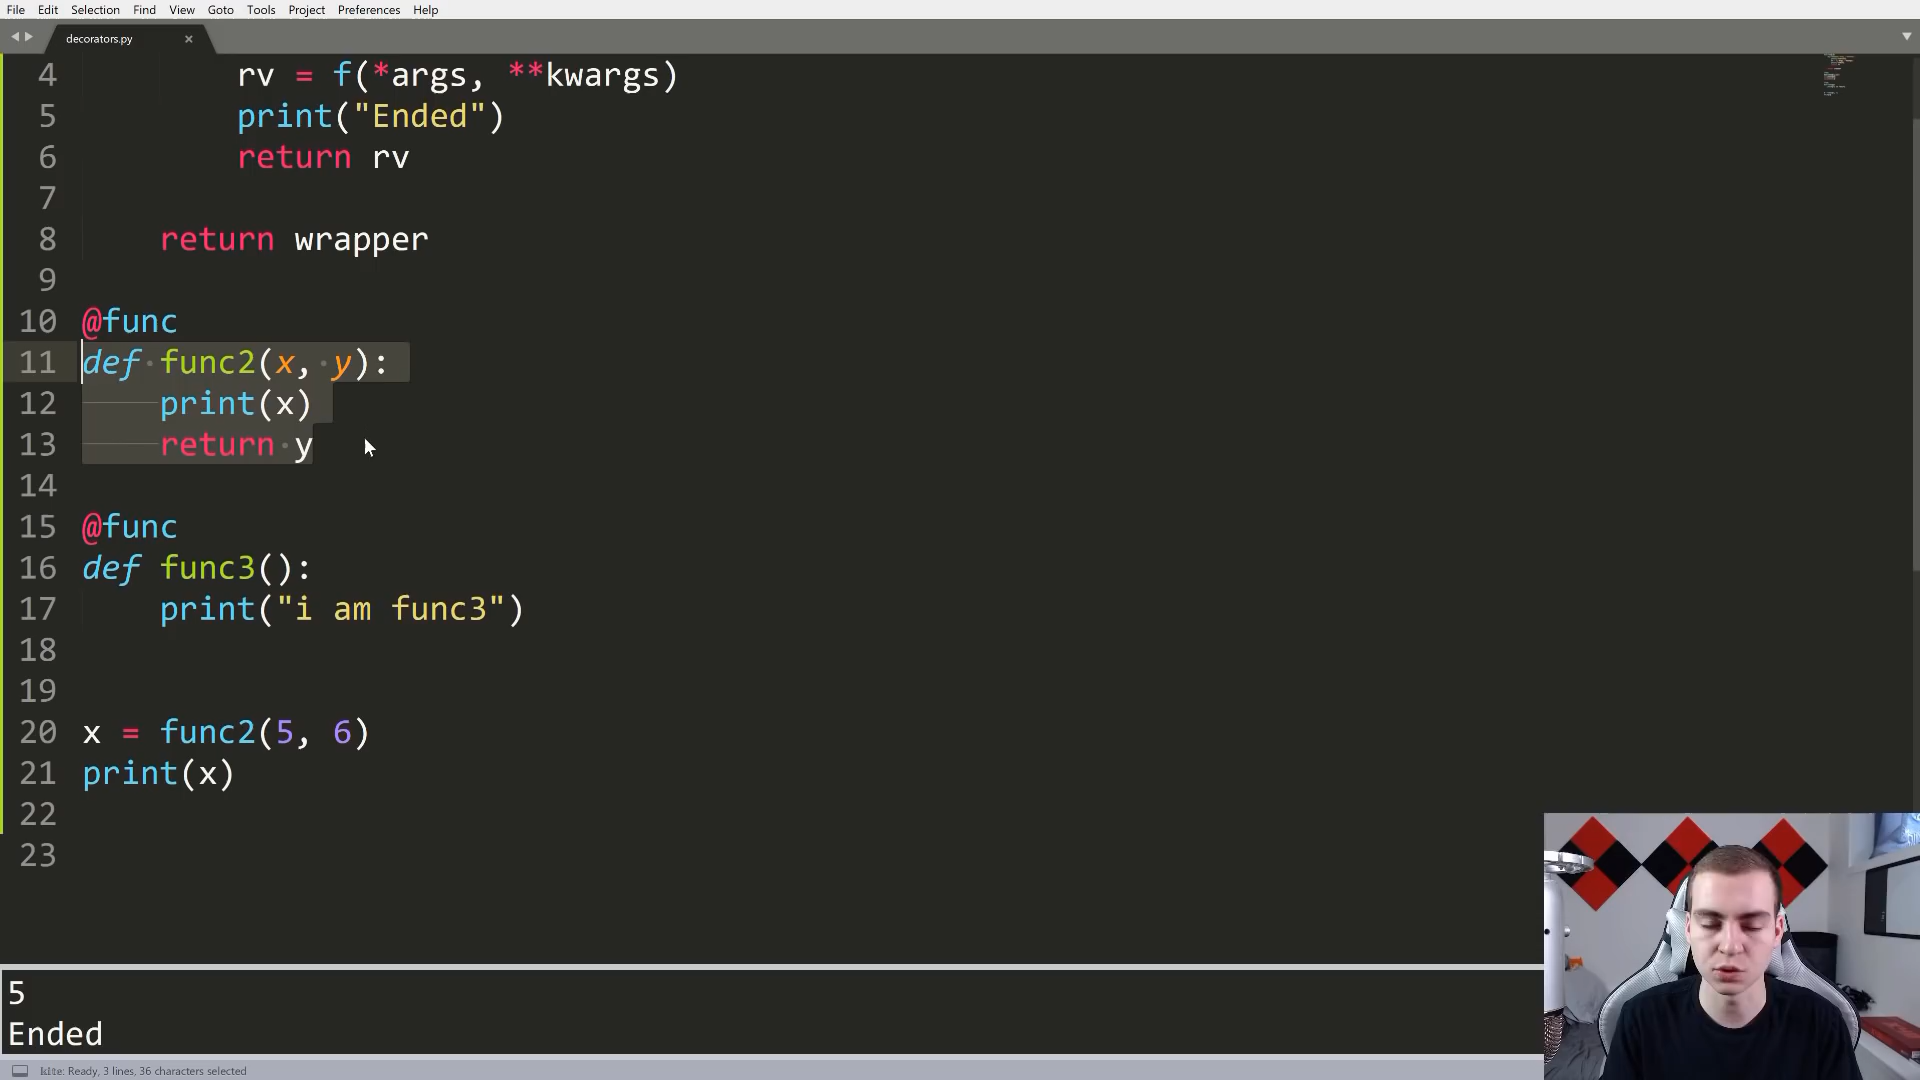 File Edit Selection Find View Goto Tools Project Preferences Help
decorators.py
4 rv = f(*args, **kwargs)
5 print("Ended")
6 return rv
7
8 return wrapper
9
10 @func
11 def func2(x, y):
12 print(x)
13 return y
14
15 @func
16 def func3():
17 print("i am func3")
18
19
20 x = func2(5, 6)
21 print(x)
22
23
5
Ended
kite: Ready, 3 lines, 36 characters selected